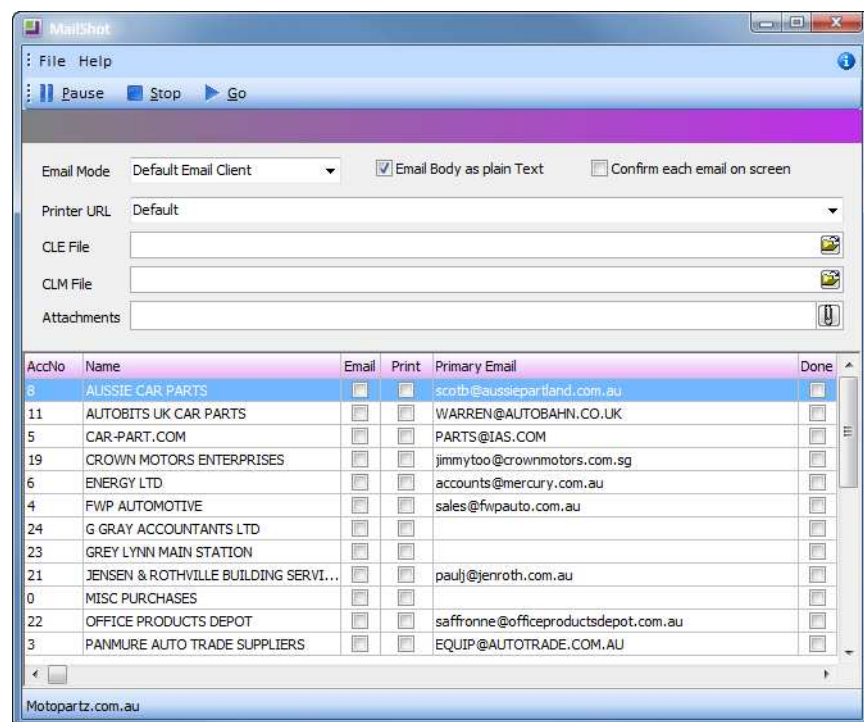 MailShot
File Help
Pause Stop Go
Email Mode Default Email Client Email Body as plain Text Confirm each email on screen
Printer URL Default
CLE File
CLM File
Attachments
AccNo Name Email Print Primary Email Done
8 AUSSIE CAR PARTS scotb@aussiepartland.com.au
11 AUTOBITS UK CAR PARTS WARREN@AUTOBAHN.CO.UK
5 CAR-PART.COM PARTS@IAS.COM
19 CROWN MOTORS ENTERPRISES jimmytoo@crownmotors.com.sg
6 ENERGY LTD accounts@mercury.com.au
4 FWP AUTOMOTIVE sales@fwpauto.com.au
24 G GRAY ACCOUNTANTS LTD
23 GREY LYNN MAIN STATION
21 JENSEN & ROTHVILLE BUILDING SERVI... paulj@jenroth.com.au
0 MISC PURCHASES
22 OFFICE PRODUCTS DEPOT saffronne@officeproductsdepot.com.au
3 PANMURE AUTO TRADE SUPPLIERS EQUIP@AUTOTRADE.COM.AU
Motopartz.com.au